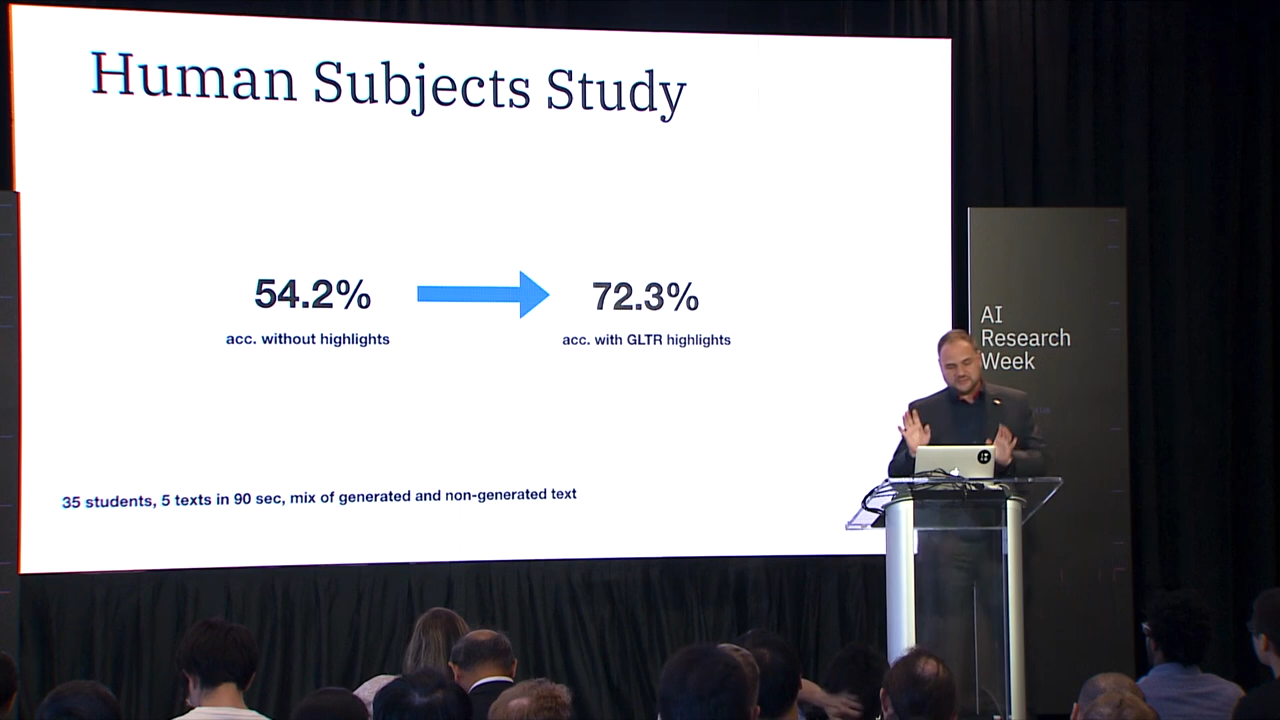 Human Subjects Study
54.2%
72.3%
acc. without highlights
acc. with GLTR highlights
35 students, 5 texts in 90 sec, mix of generated and non-generated text
AI
Research
Week